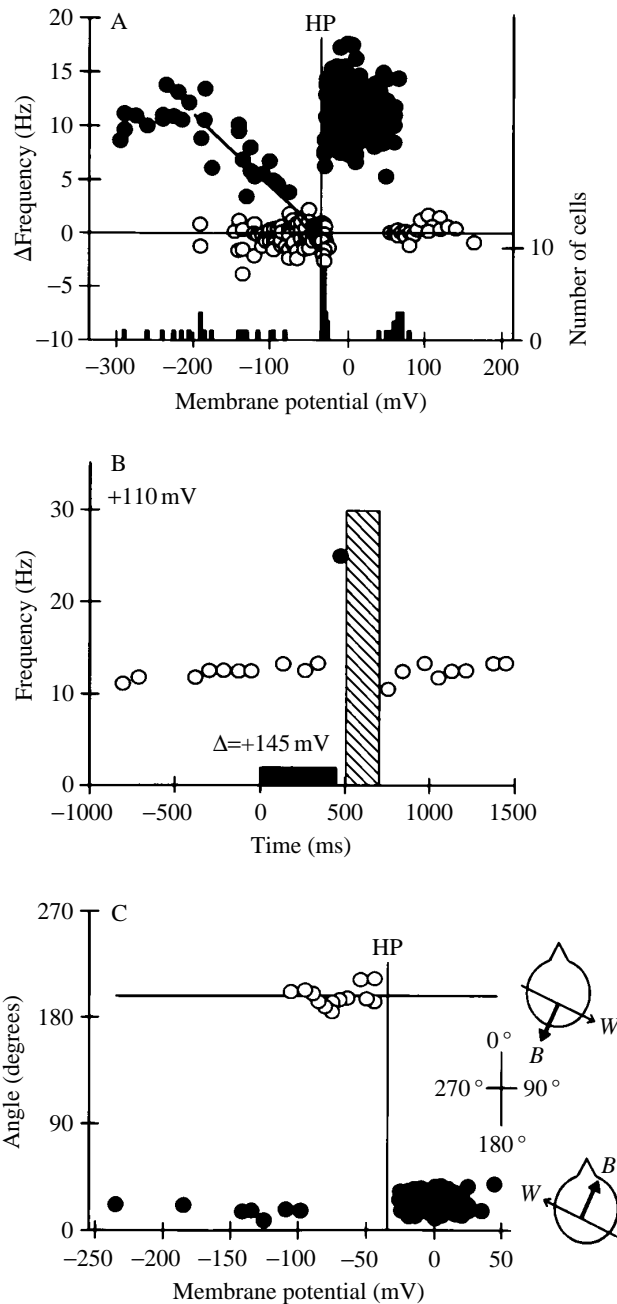 A
HP
20
15
10
5
0
−5
−10
ΔFrequency (Hz)
10
0
Number of cells
−300 −200 −100 0 100 200
Membrane potential (mV)
B
+110 mV
30
20
10
0
Frequency (Hz)
Δ=+145 mV
−1000 −500 0 500 1000 1500
Time (ms)
C
HP
270
180
90
0
Angle (degrees)
W
B
0°
270° 90°
180°
B
W
−250 −200 −150 −100 −50 0 50
Membrane potential (mV)